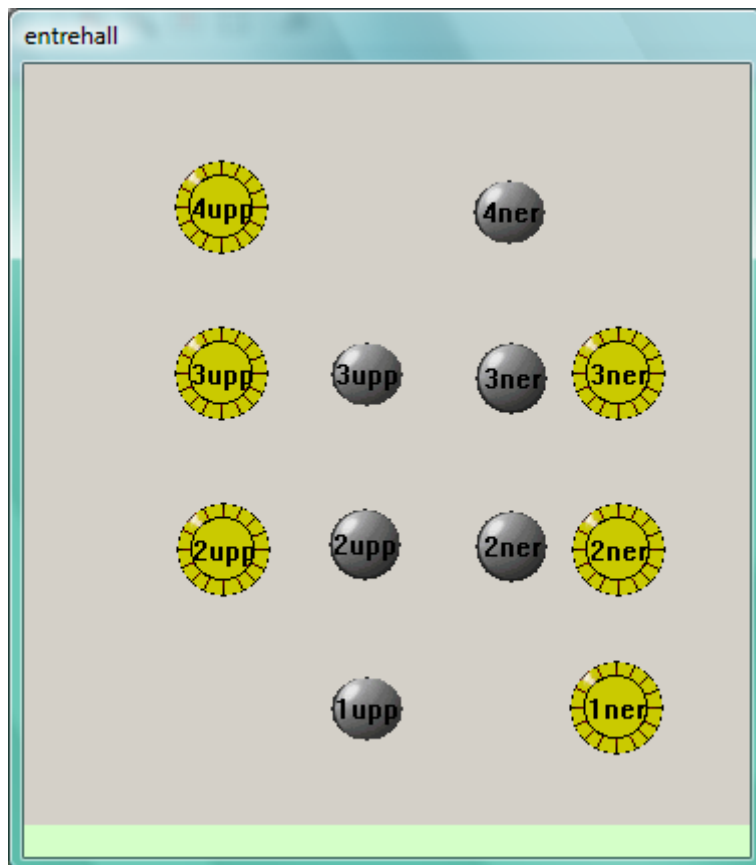 entrehall
4upp 4ner
3upp 3upp 3ner 3ner
2upp 2upp 2ner 2ner
1upp 1ner